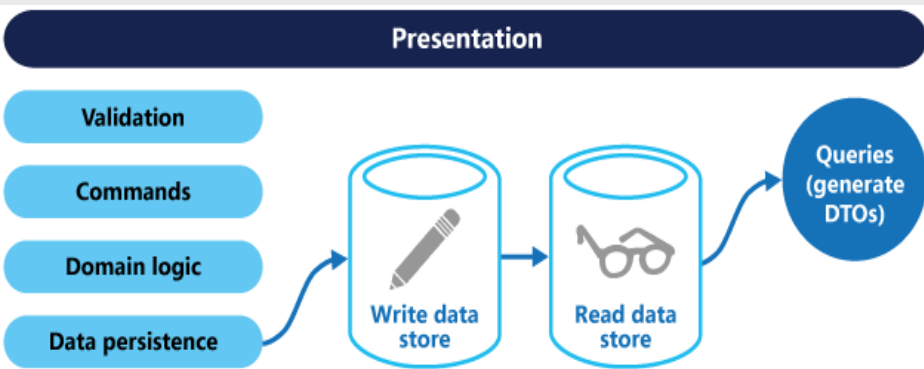 Presentation
Validation
Commands
Domain logic
Data persistence
Write data
store
Read data
store
Queries
(generate
DTOs)